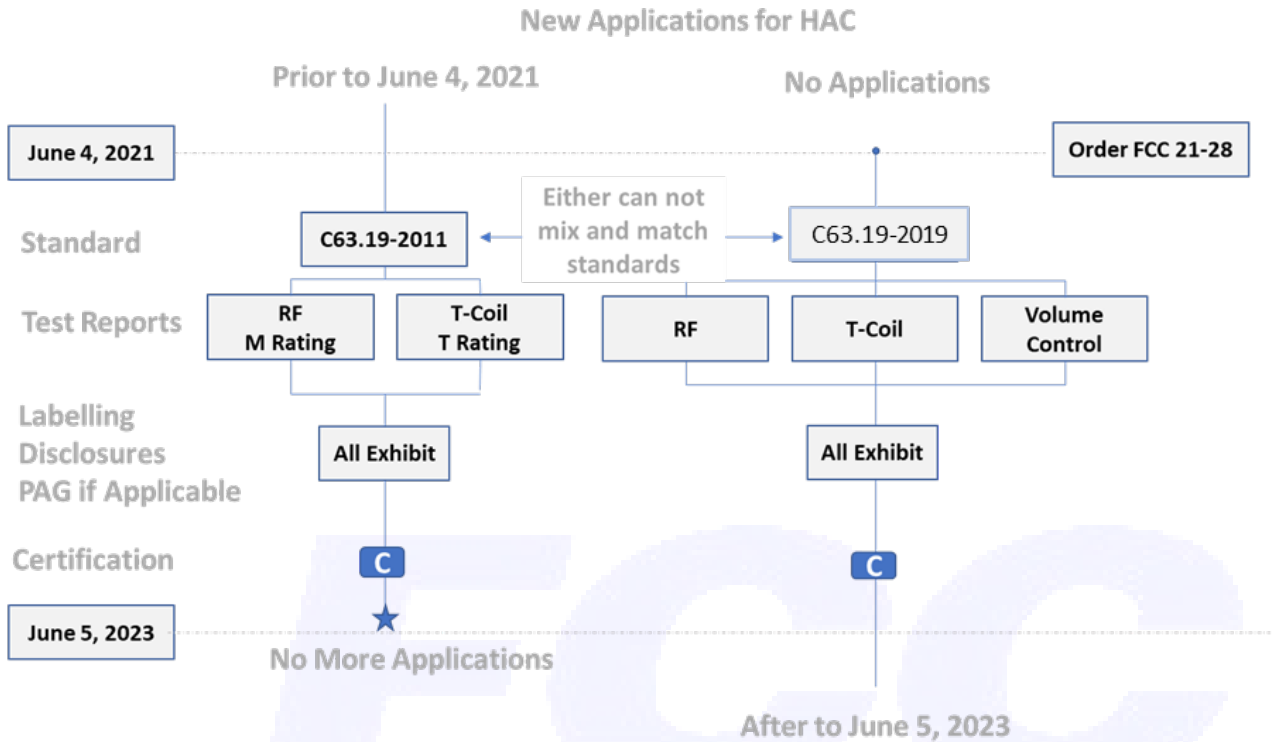 New Applications for HAC
Prior to June 4, 2021
No Applications
June 4, 2021
Order FCC 21-28
Standard
C63.19-2011
Either can not
mix and match
standards
C63.19-2019
Test Reports
RF
M Rating
T-Coil
T Rating
RF
T-Coil
Volume
Control
Labelling
Disclosures
PAG if Applicable
All Exhibit
All Exhibit
Certification
C
C
June 5, 2023
No More Applications
After to June 5, 2023
FCC